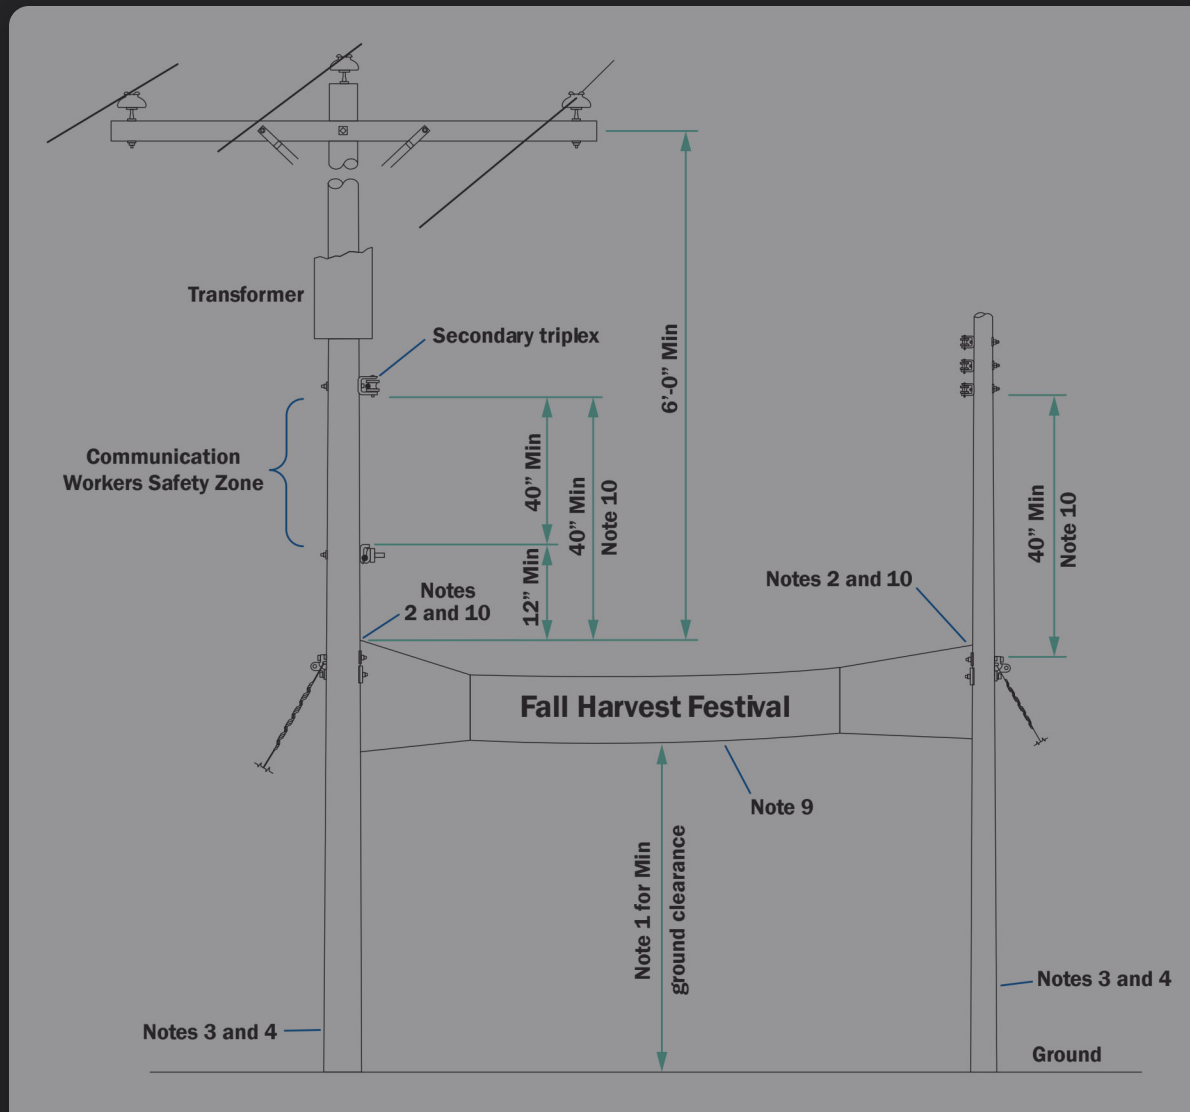 Transformer
Secondary triplex
6’-0” Min
Communication
Workers Safety Zone
40” Min
40” Min
Note 10
40” Min
Note 10
12” Min
Notes
2 and 10
Notes 2 and 10
Fall Harvest Festival
Note 9
Note 1 for Min
ground clearance
Notes 3 and 4
Notes 3 and 4
Ground